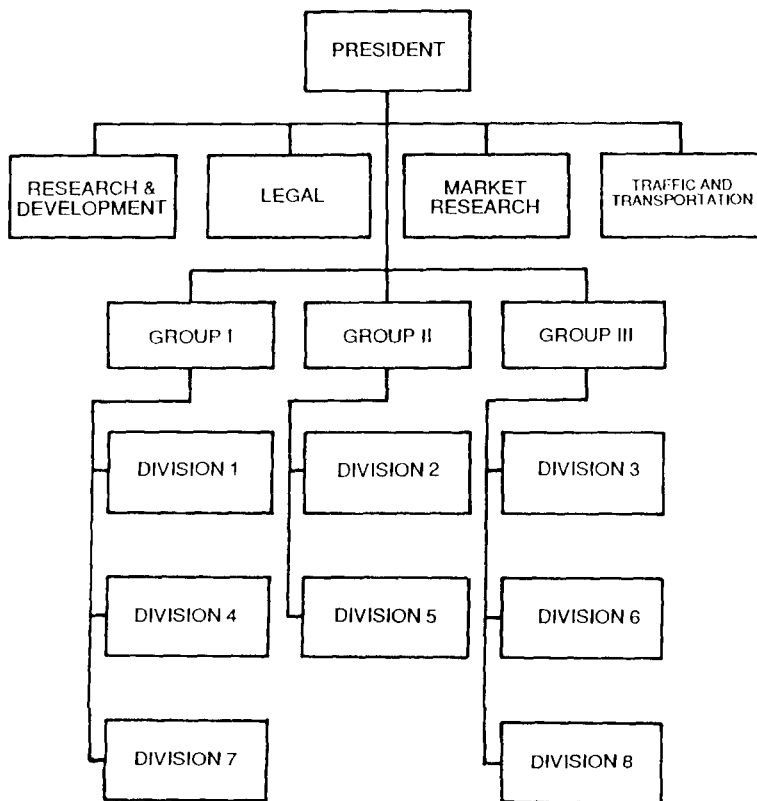 PRESIDENT
RESEARCH &
DEVELOPMENT
LEGAL
MARKET
RESEARCH
TRAFFIC AND
TRANSPORTATION
GROUP I
GROUP II
GROUP III
DIVISION 1
DIVISION 2
DIVISION 3
DIVISION 4
DIVISION 5
DIVISION 6
DIVISION 7
DIVISION 8